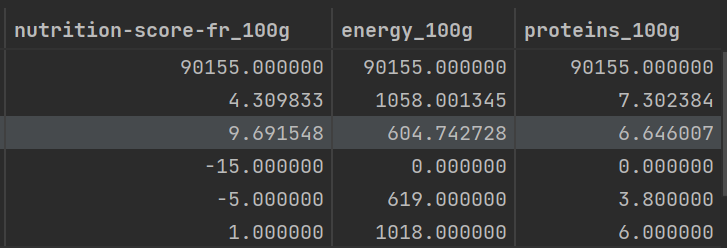 nutrition-score-fr_100g energy_100g proteins_100g
90155.000000 90155.000000 90155.000000
4.309833 1058.001345 7.302384
9.691548 604.742728 6.646007
-15.000000 0.000000 0.000000
-5.000000 619.000000 3.800000
1.000000 1018.000000 6.000000